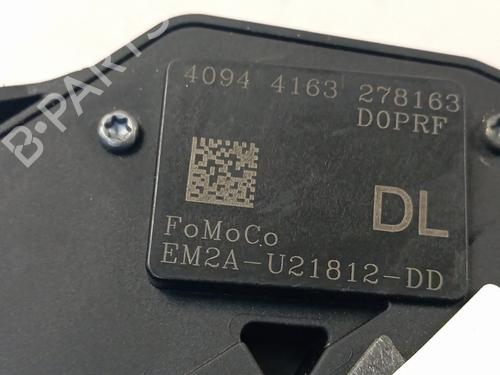 4094 4163 278163
D0PRF
DL
FoMoCo
EM2A-U21812-DD
B-PARTS